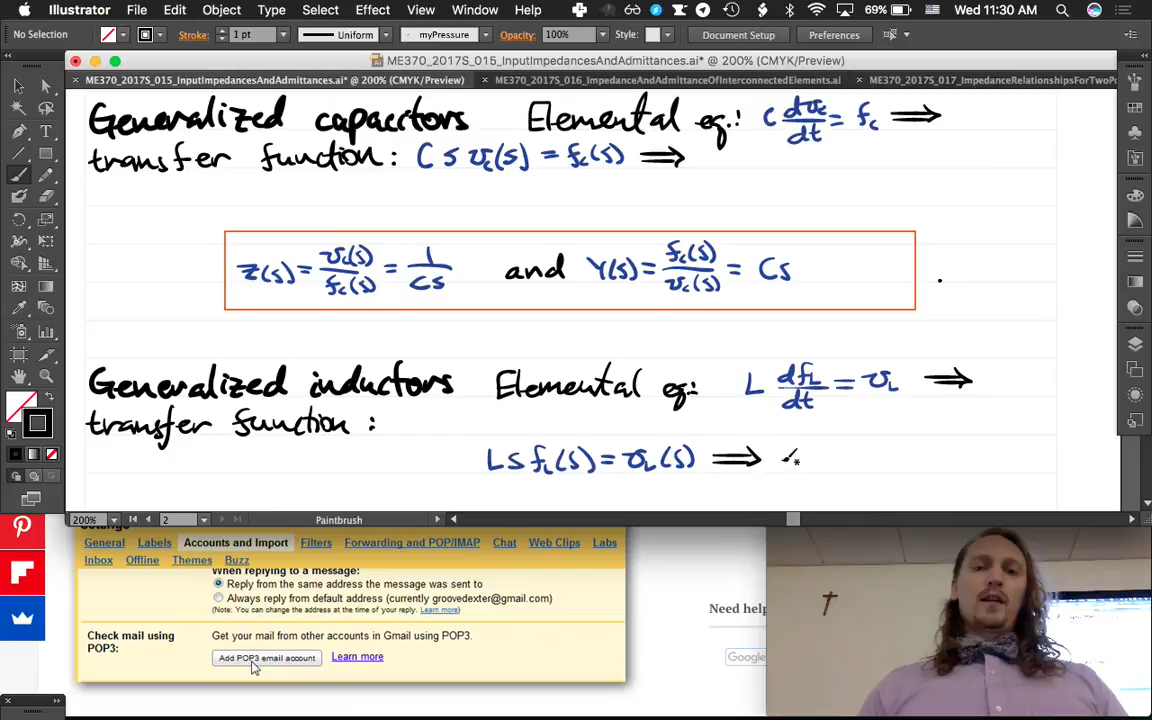 Illustrator File Edit Object Type Select Effect View Window Help 69% Wed 11:30 AM
No Selection Stroke: 1 pt Uniform myPressure Opacity: 100% Style: Document Setup Preferences
ME370_2017S_015_InputImpedancesAndAdmittances.ai* @ 200% (CMYK/Preview)
ME370_2017S_015_InputImpedancesAndAdmittances.ai* @ 200% (CMYK/Preview) ME370_2017S_016_ImpedanceAndAdmittanceOfInterconnectedElements.ai ME370_2017S_017_ImpedanceRelationshipsForTwoPo
Generalized capacitors Elemental eq.: C dv_C/dt = f_C ⟹
transfer function: C s v_C(s) = f_C(s) ⟹
Z(s) = v_C(s)/f_C(s) = 1/Cs and Y(s) = f_C(s)/v_C(s) = Cs .
Generalized inductors Elemental eq.: L df_L/dt = v_L ⟹
transfer function:
L s f_L(s) = v_L(s) ⟹
200% 2 Paintbrush
General Labels Accounts and Import Filters Forwarding and POP/IMAP Chat Web Clips Labs
Inbox Offline Themes Buzz
When replying to a message:
Reply from the same address the message was sent to
Always reply from default address (currently groovedexter@gmail.com)
(Note: You can change the address at the time of your reply. Learn more)
Check mail using POP3:
Get your mail from other accounts in Gmail using POP3.
Add POP3 email account Learn more
Need help
Google